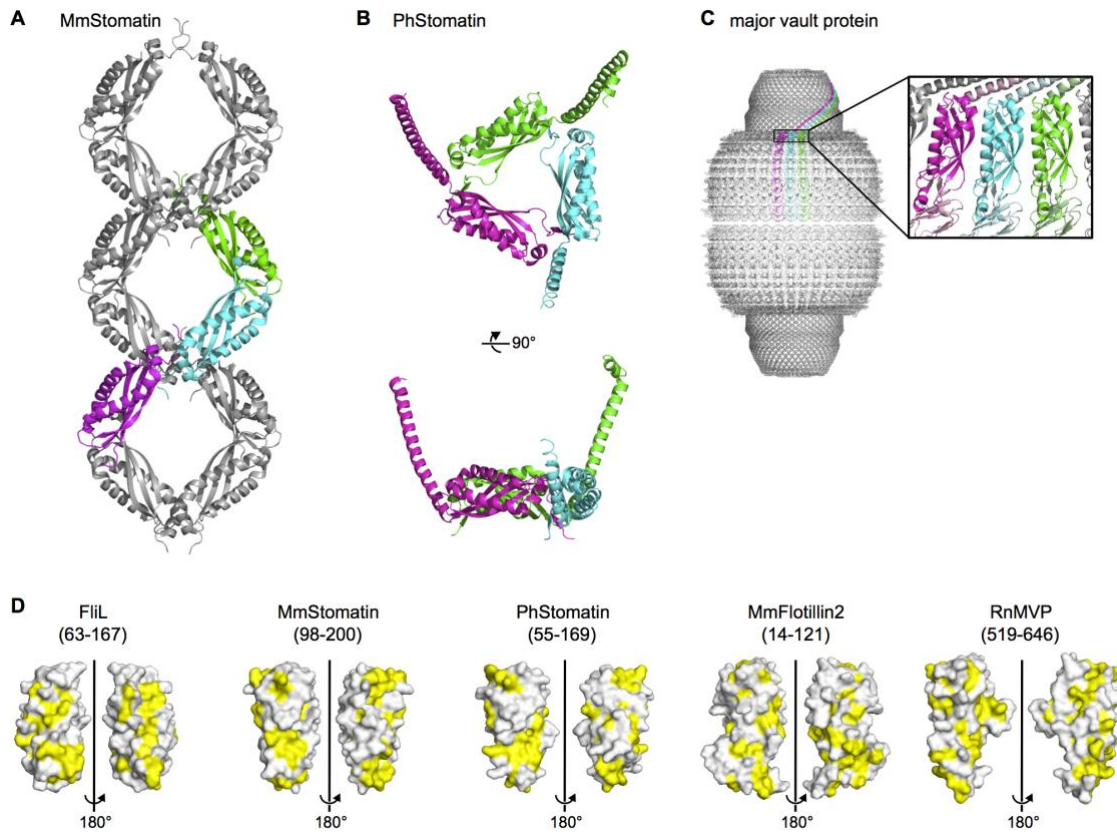 A MmStomatin
B PhStomatin
C major vault protein
90°
D
FliL
(63-167)
180°
MmStomatin
(98-200)
180°
PhStomatin
(55-169)
180°
MmFlotillin2
(14-121)
180°
RnMVP
(519-646)
180°